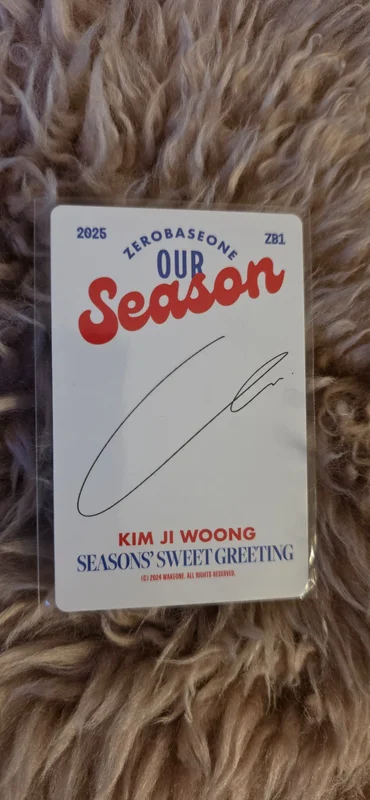 2025
ZEROBASEONE
ZB1
OUR
Season
KIM JI WOONG
SEASONS' SWEET GREETING
(C) 2024 WAKEONE. ALL RIGHTS RESERVED.